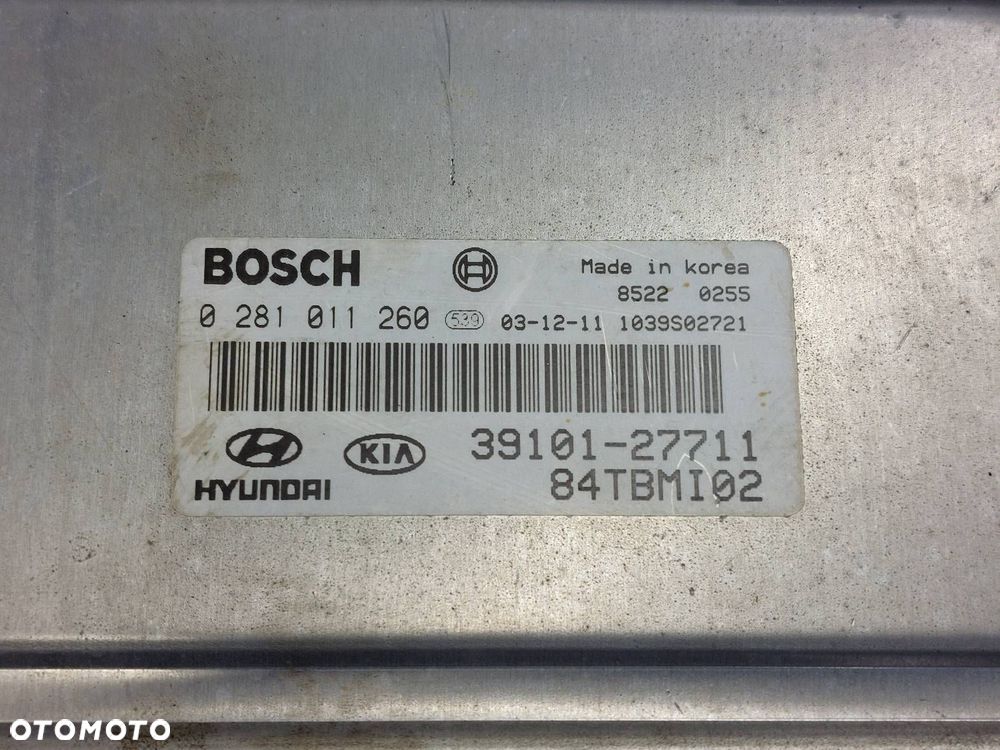 BOSCH
Made in korea
8522 0255
0 281 011 260 539 03-12-11 1039S02721
39101-27711
KIA
HYUNDAI
84TBMI02
OTOMOTO